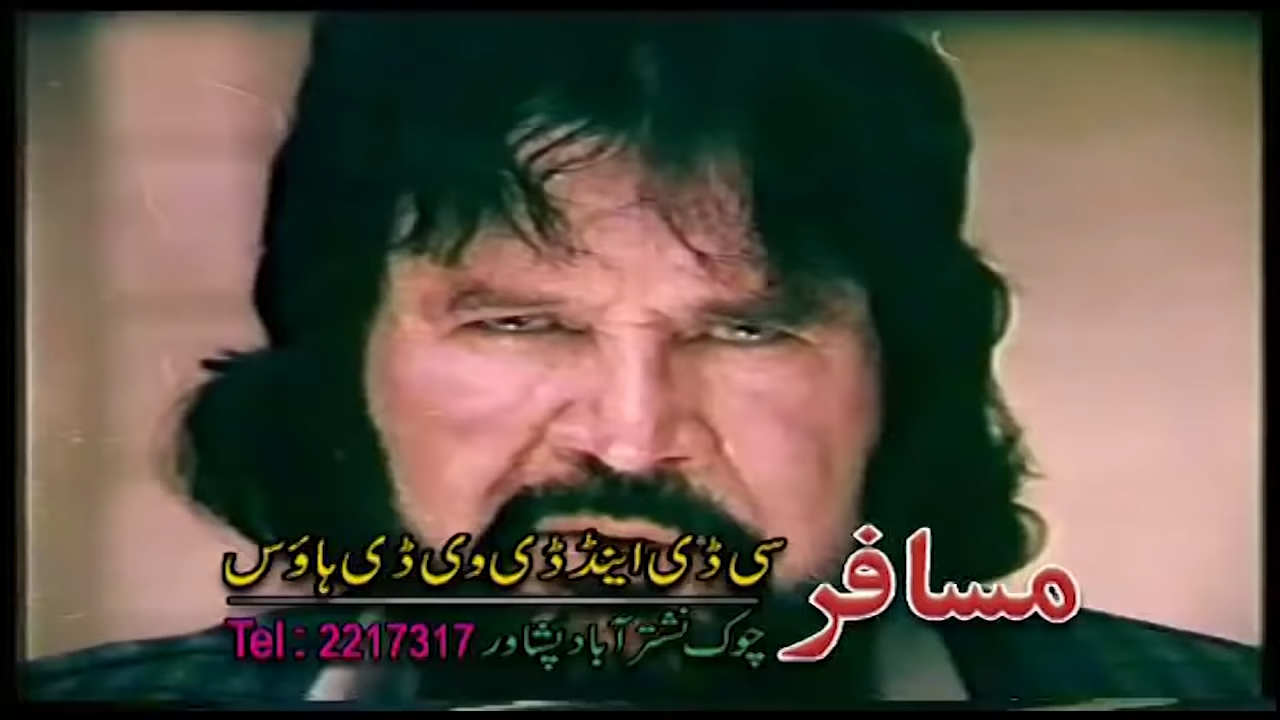 مسافر
سی ڈی اینڈ ڈی وی ڈی ہاؤس
چوک نشتر آباد پشاور Tel : 2217317